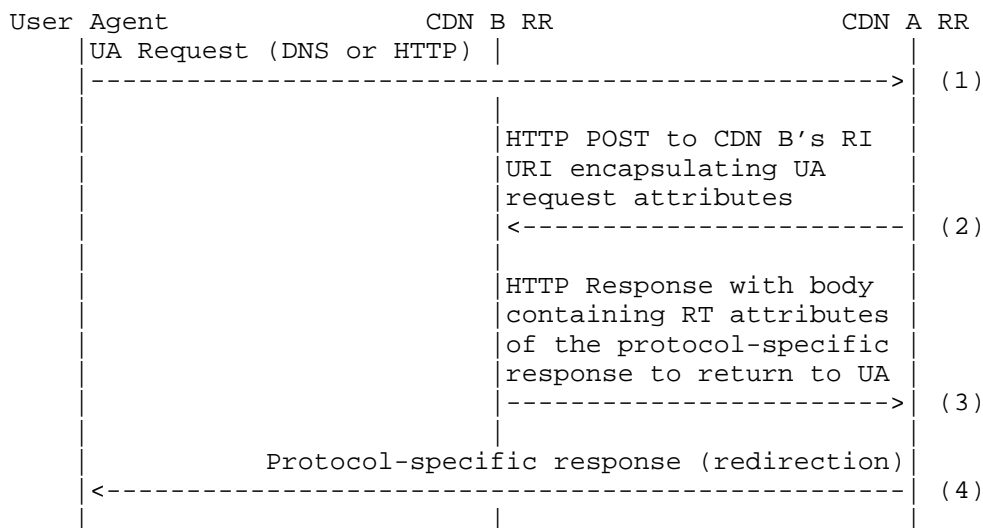 User Agent CDN B RR CDN A RR
UA Request (DNS or HTTP)
(1)
HTTP POST to CDN B's RI
URI encapsulating UA
request attributes
(2)
HTTP Response with body
containing RT attributes
of the protocol-specific
response to return to UA
(3)
Protocol-specific response (redirection)
(4)